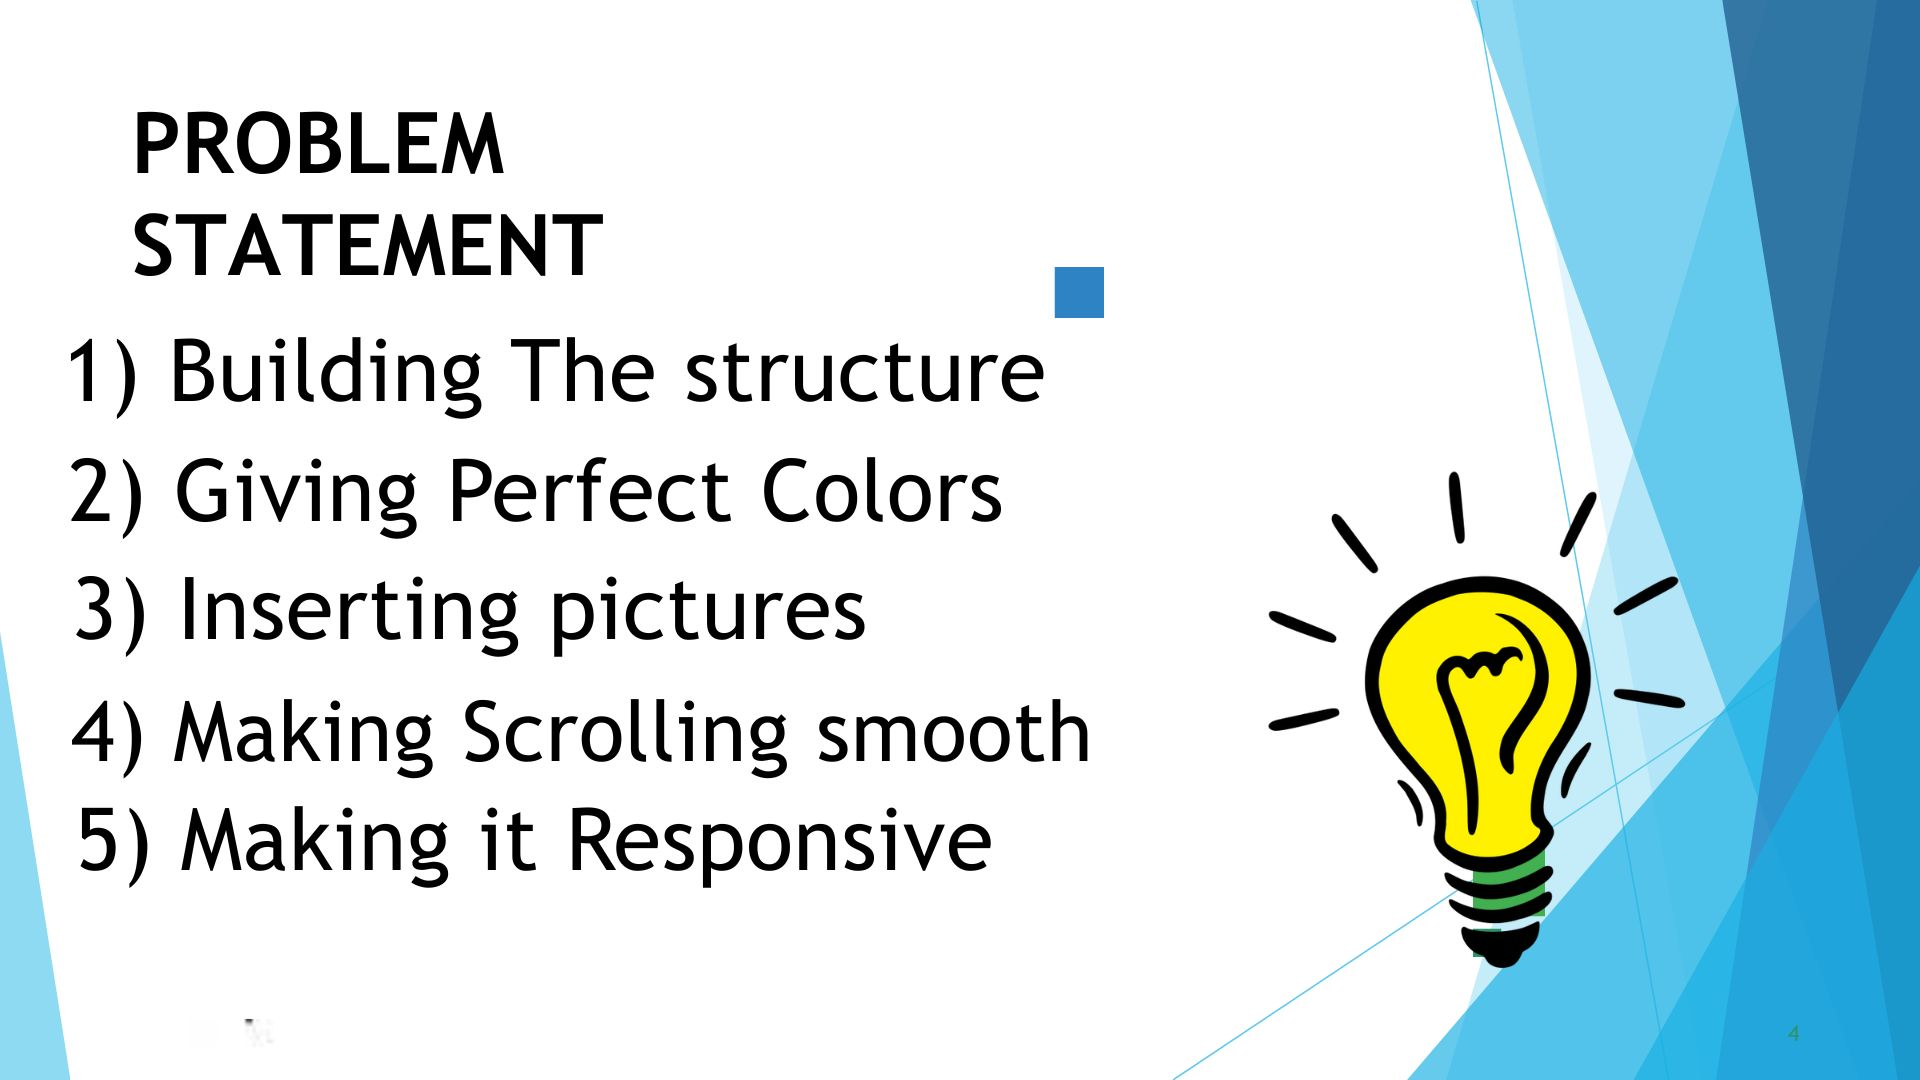 PROBLEM
STATEMENT
1) Building The structure
2) Giving Perfect Colors
3) Inserting pictures
4) Making Scrolling smooth
5) Making it Responsive
4